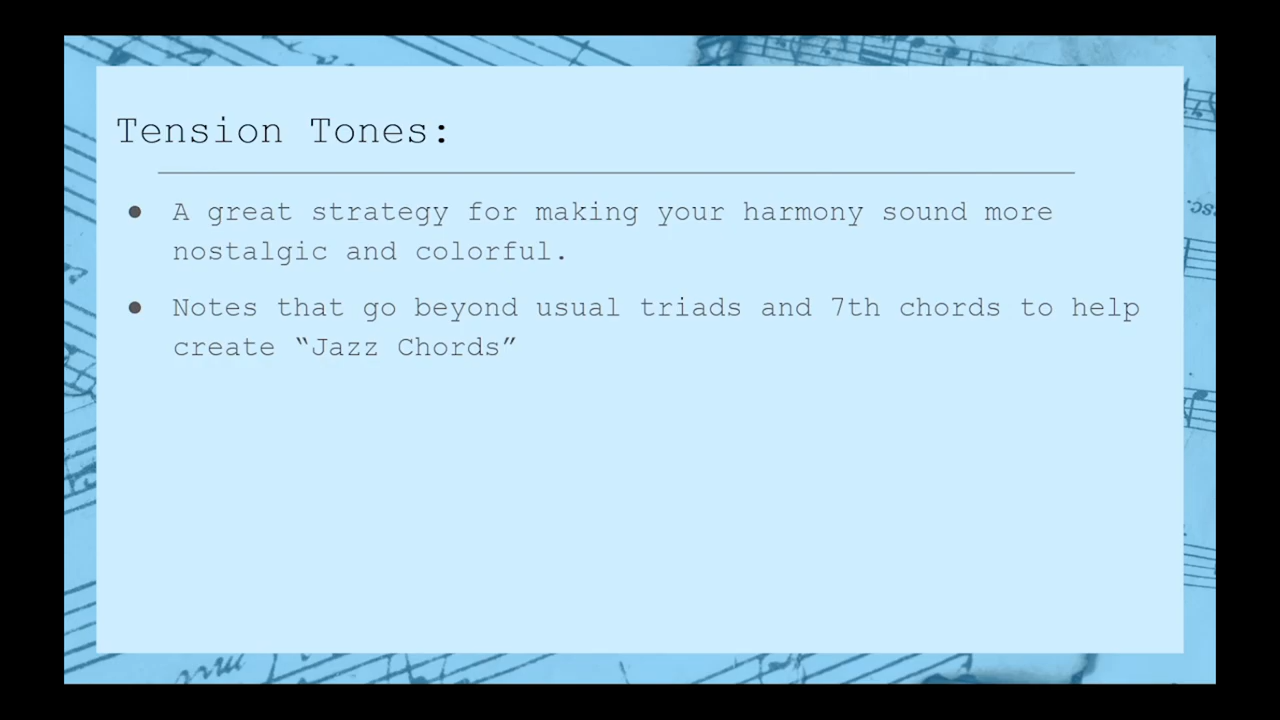 Tension Tones:
● A great strategy for making your harmony sound more
nostalgic and colorful.
● Notes that go beyond usual triads and 7th chords to help
create “Jazz Chords”